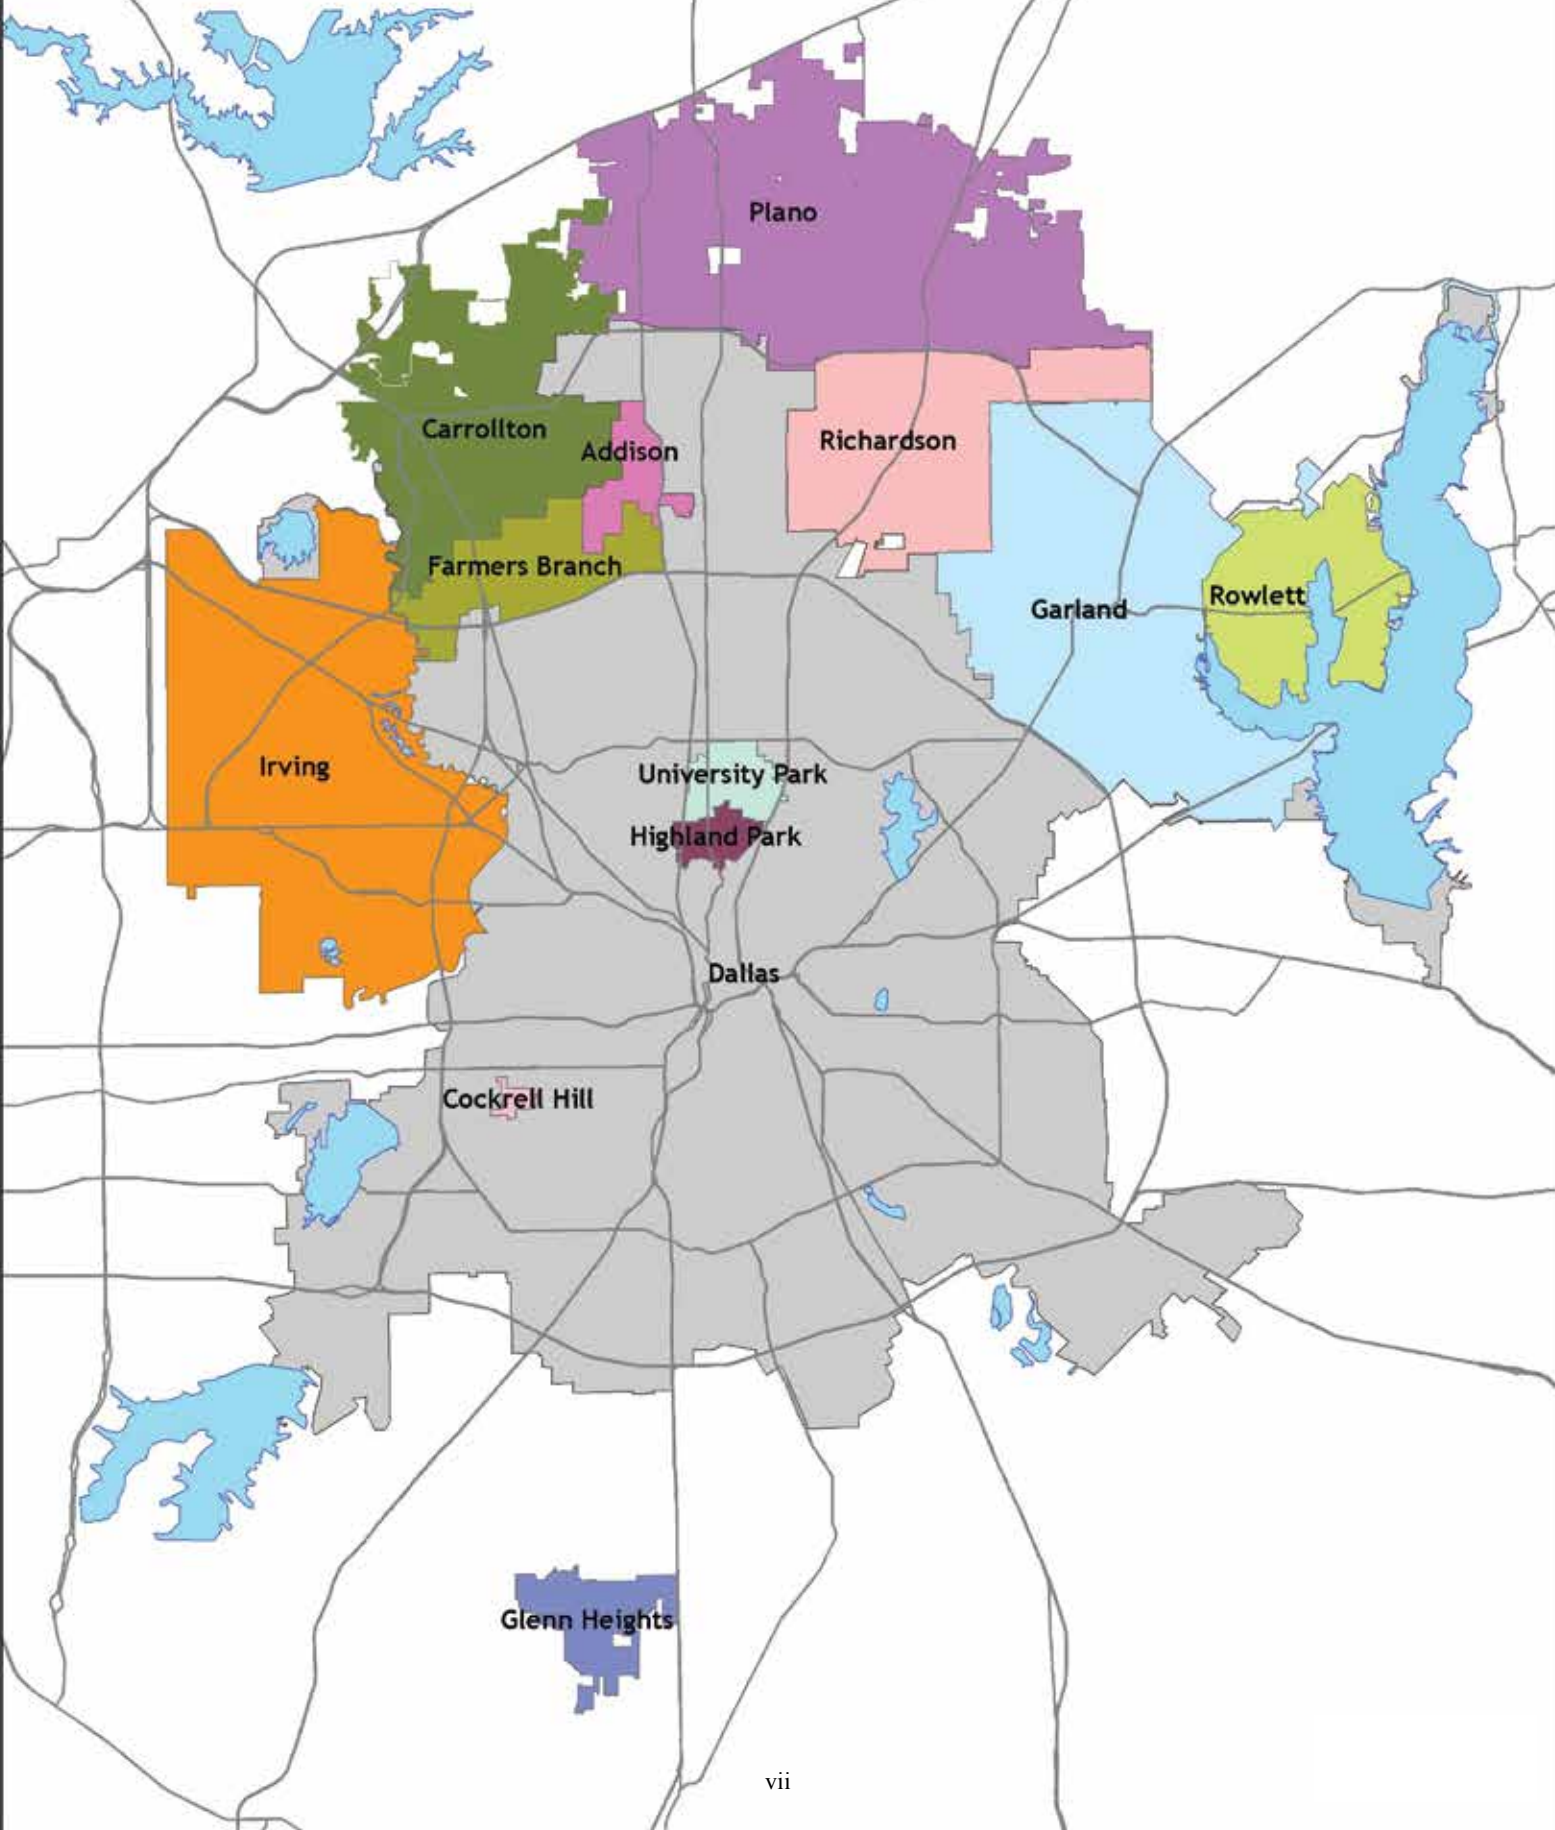 Plano
Carrollton
Addison
Richardson
Farmers Branch
Garland
Rowlett
Irving
University Park
Highland Park
Dallas
Cockrell Hill
Glenn Heights
vii